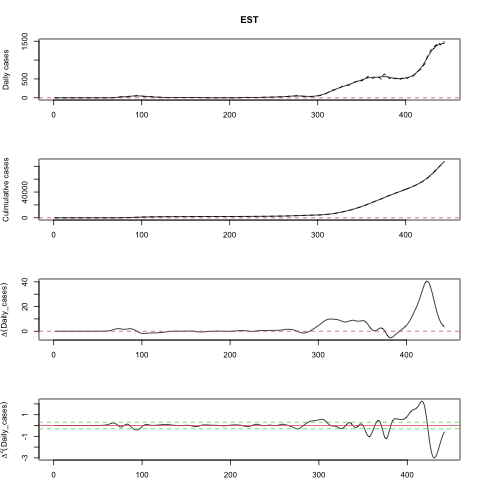 EST
Daily cases
0 500 1500
0 100 200 300 400
Culmulative cases
0 40000
0 100 200 300 400
Δ(Daily_cases)
0 20 40
0 100 200 300 400
Δ²(Daily_cases)
-3 -1 1
0 100 200 300 400